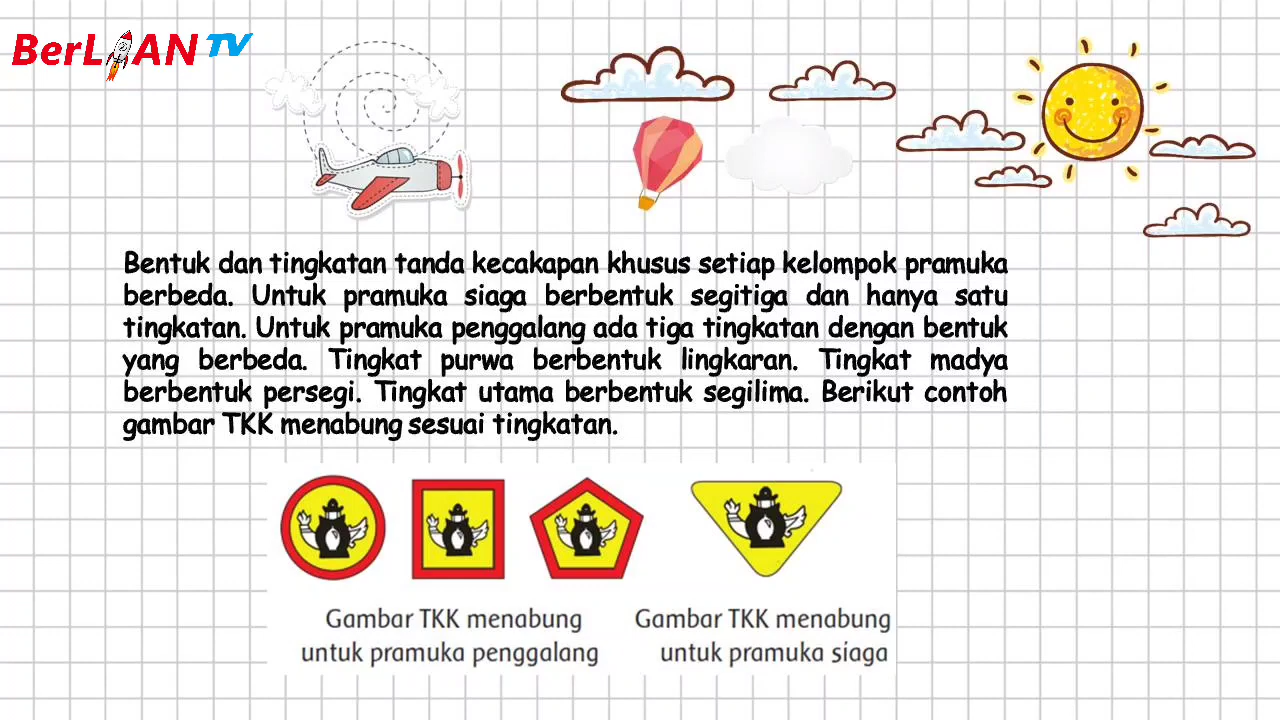 BerLIAN TV
Bentuk dan tingkatan tanda kecakapan khusus setiap kelompok pramuka
berbeda. Untuk pramuka siaga berbentuk segitiga dan hanya satu
tingkatan. Untuk pramuka penggalang ada tiga tingkatan dengan bentuk
yang berbeda. Tingkat purwa berbentuk lingkaran. Tingkat madya
berbentuk persegi. Tingkat utama berbentuk segilima. Berikut contoh
gambar TKK menabung sesuai tingkatan.
Gambar TKK menabung
untuk pramuka penggalang
Gambar TKK menabung
untuk pramuka siaga